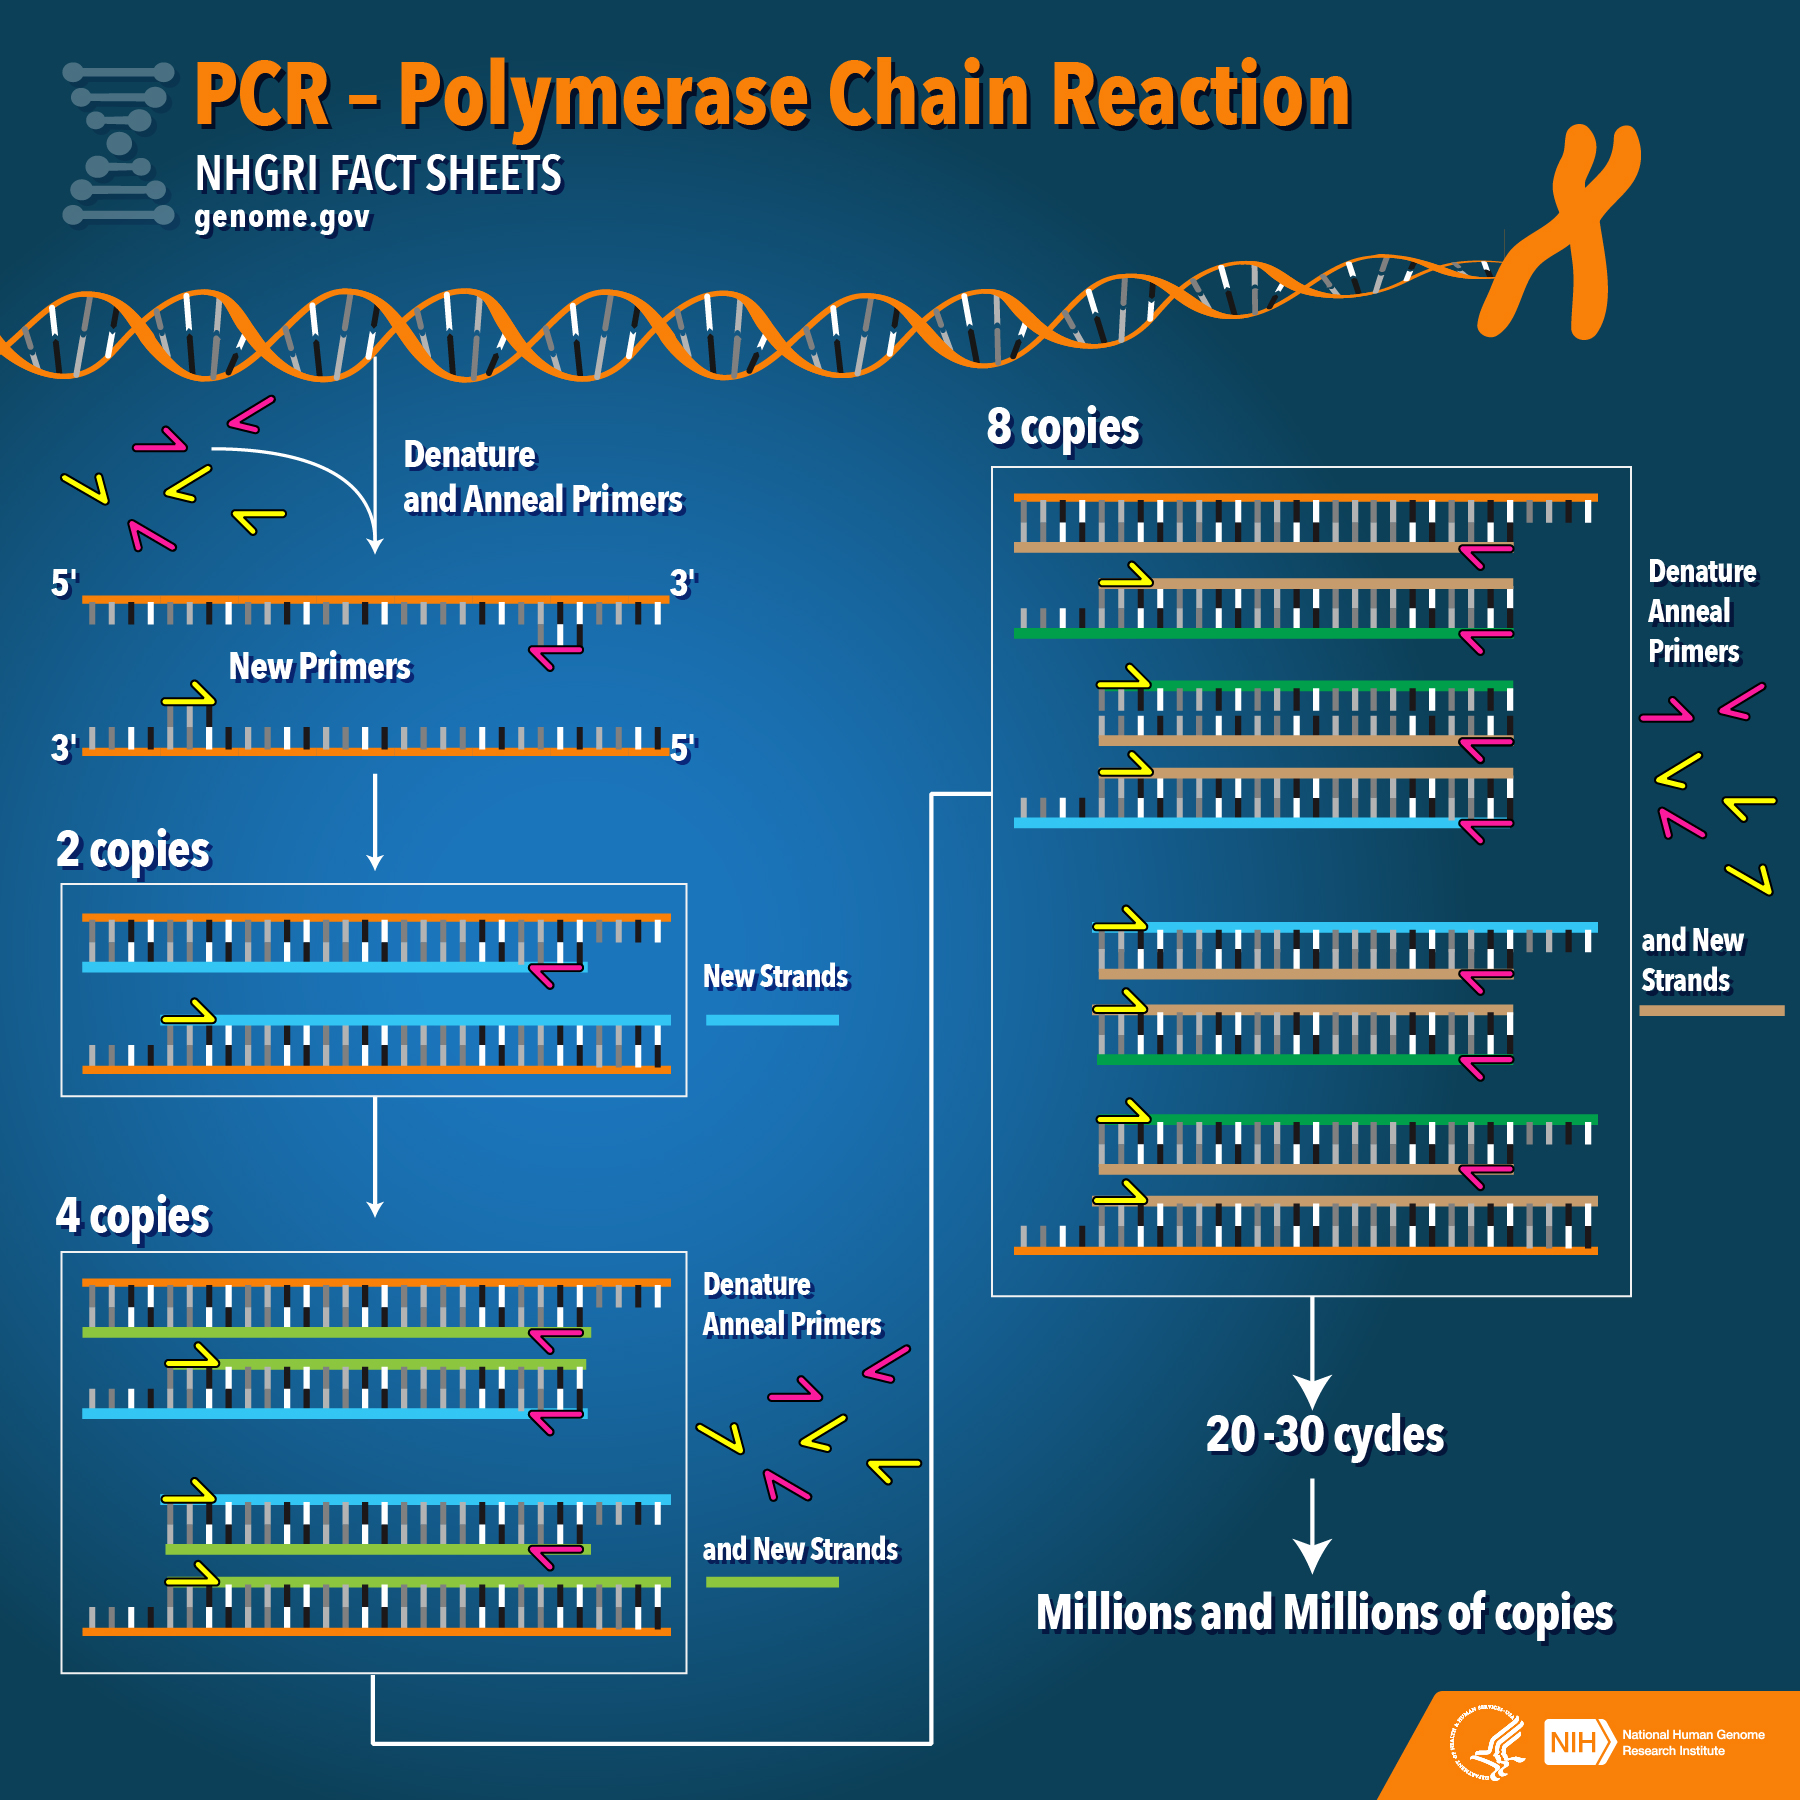 PCR – Polymerase Chain Reaction
NHGRI FACT SHEETS
genome.gov
Denature
and Anneal Primers
5'
3'
New Primers
3'
5'
2 copies
New Strands
4 copies
Denature
Anneal Primers
and New Strands
8 copies
Denature
Anneal
Primers
and New
Strands
20 -30 cycles
Millions and Millions of copies
NIH
National Human Genome
Research Institute